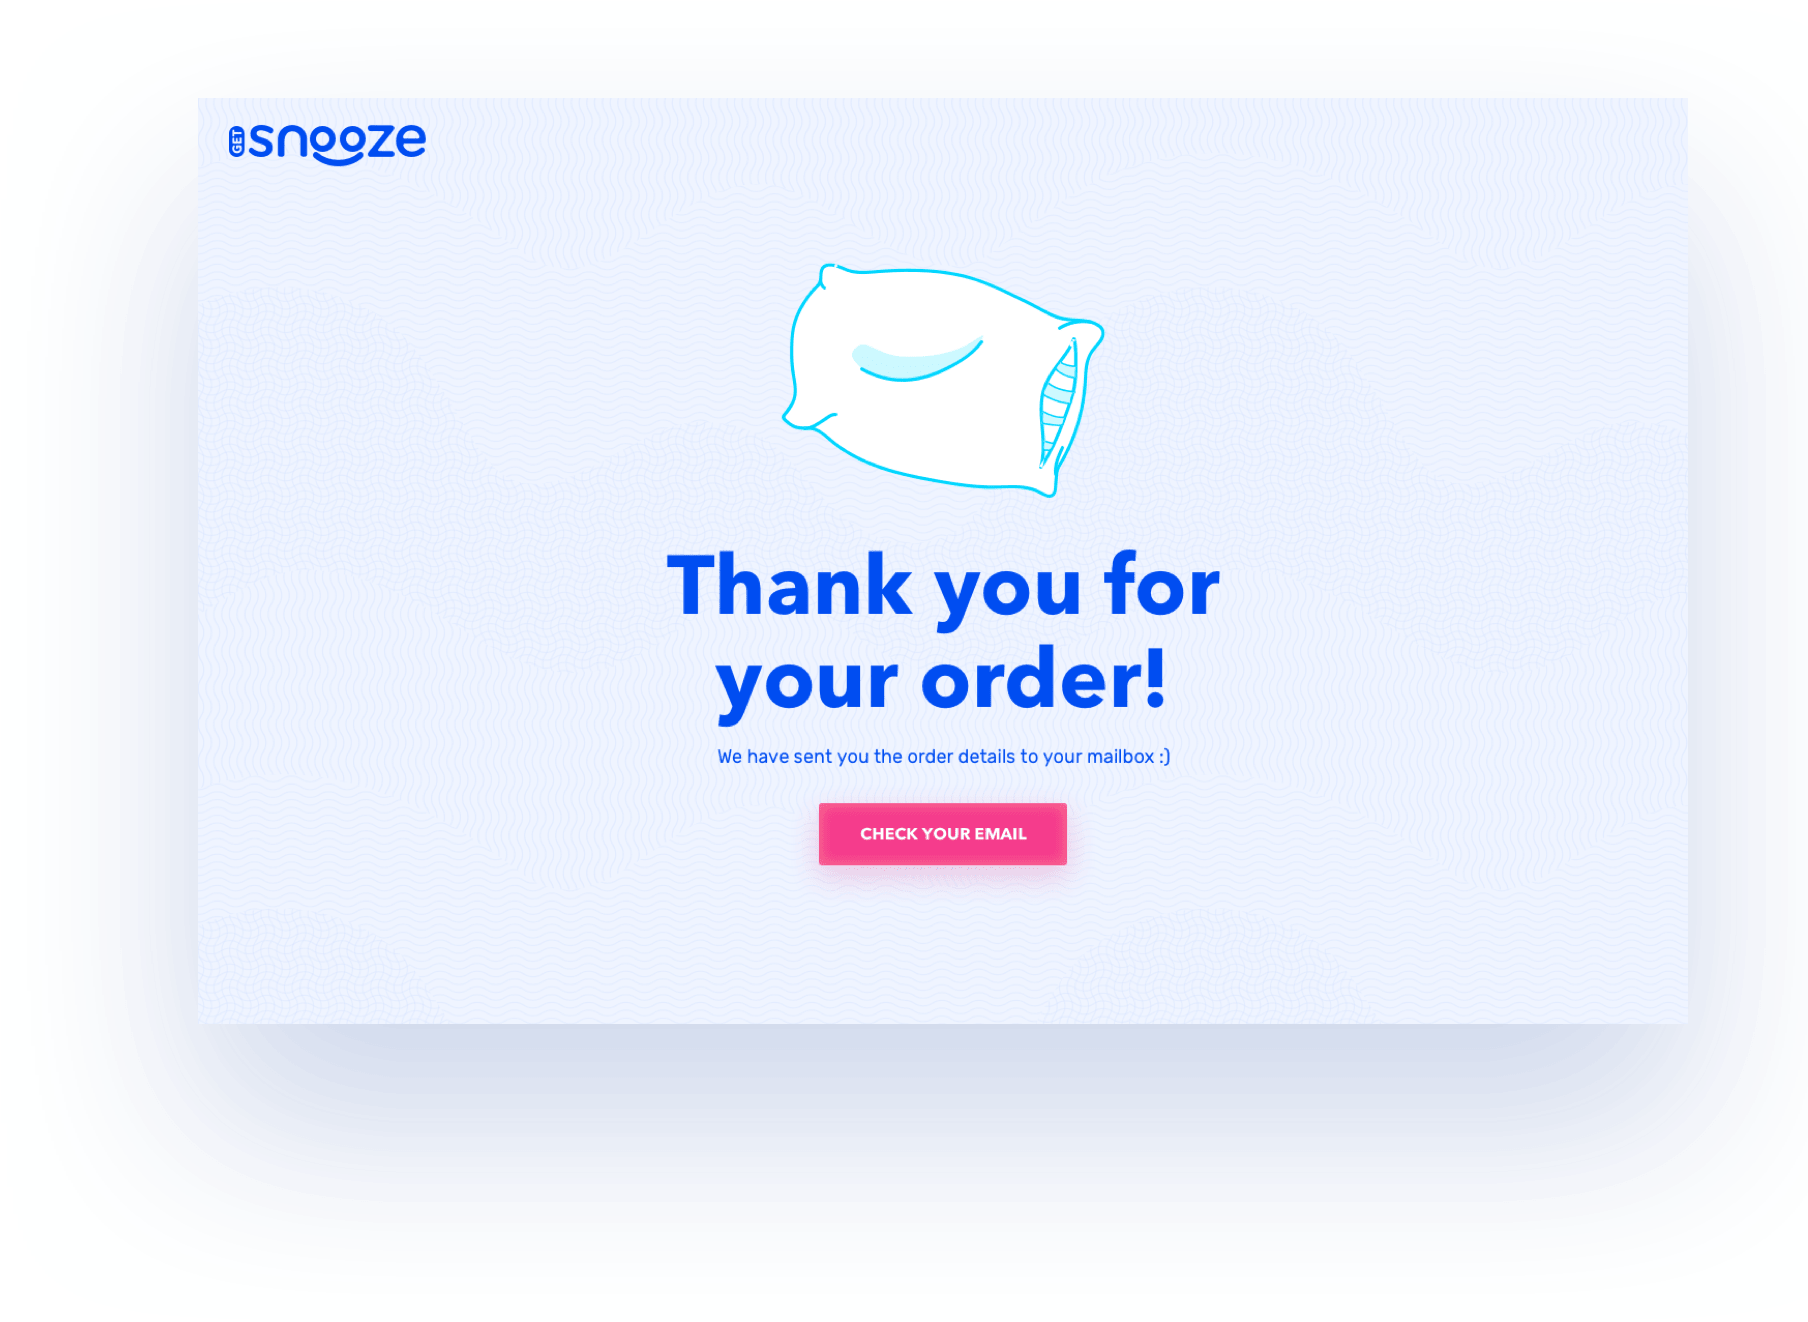 GET snooze
Thank you for
your order!
We have sent you the order details to your mailbox :)
CHECK YOUR EMAIL